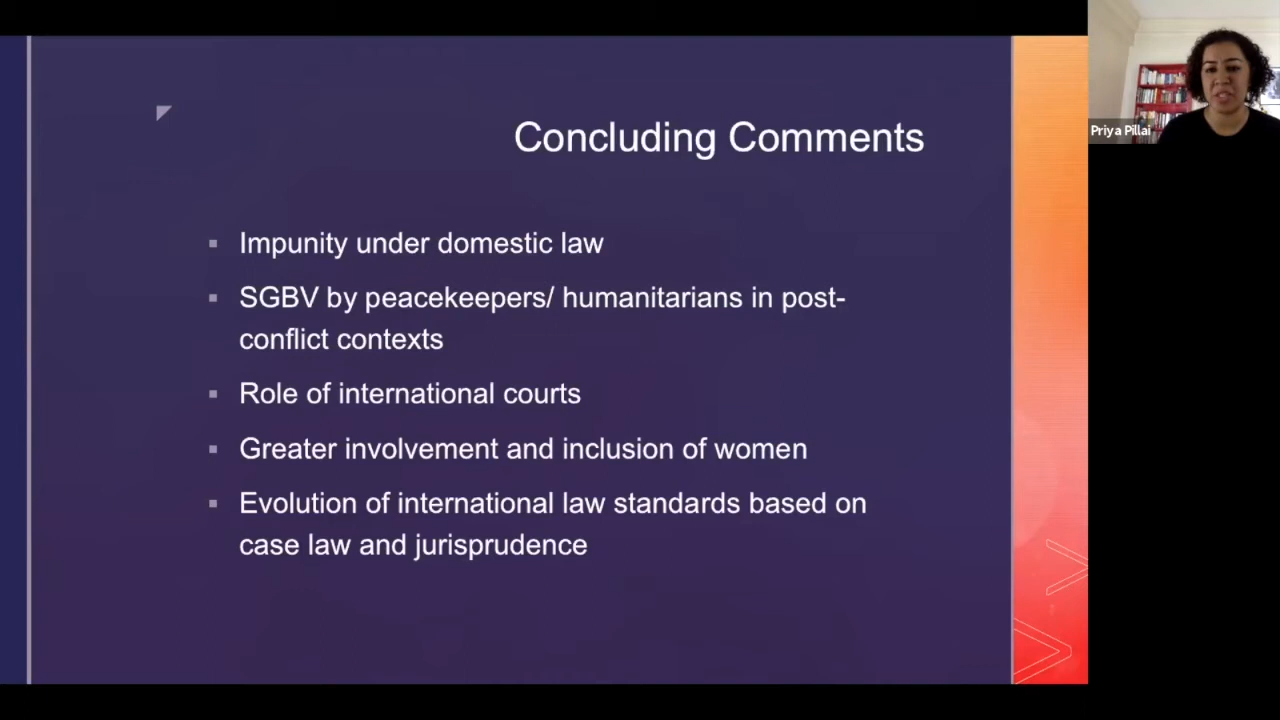 Concluding Comments
Impunity under domestic law
SGBV by peacekeepers/ humanitarians in post-
conflict contexts
Role of international courts
Greater involvement and inclusion of women
Evolution of international law standards based on
case law and jurisprudence
Priya Pillai